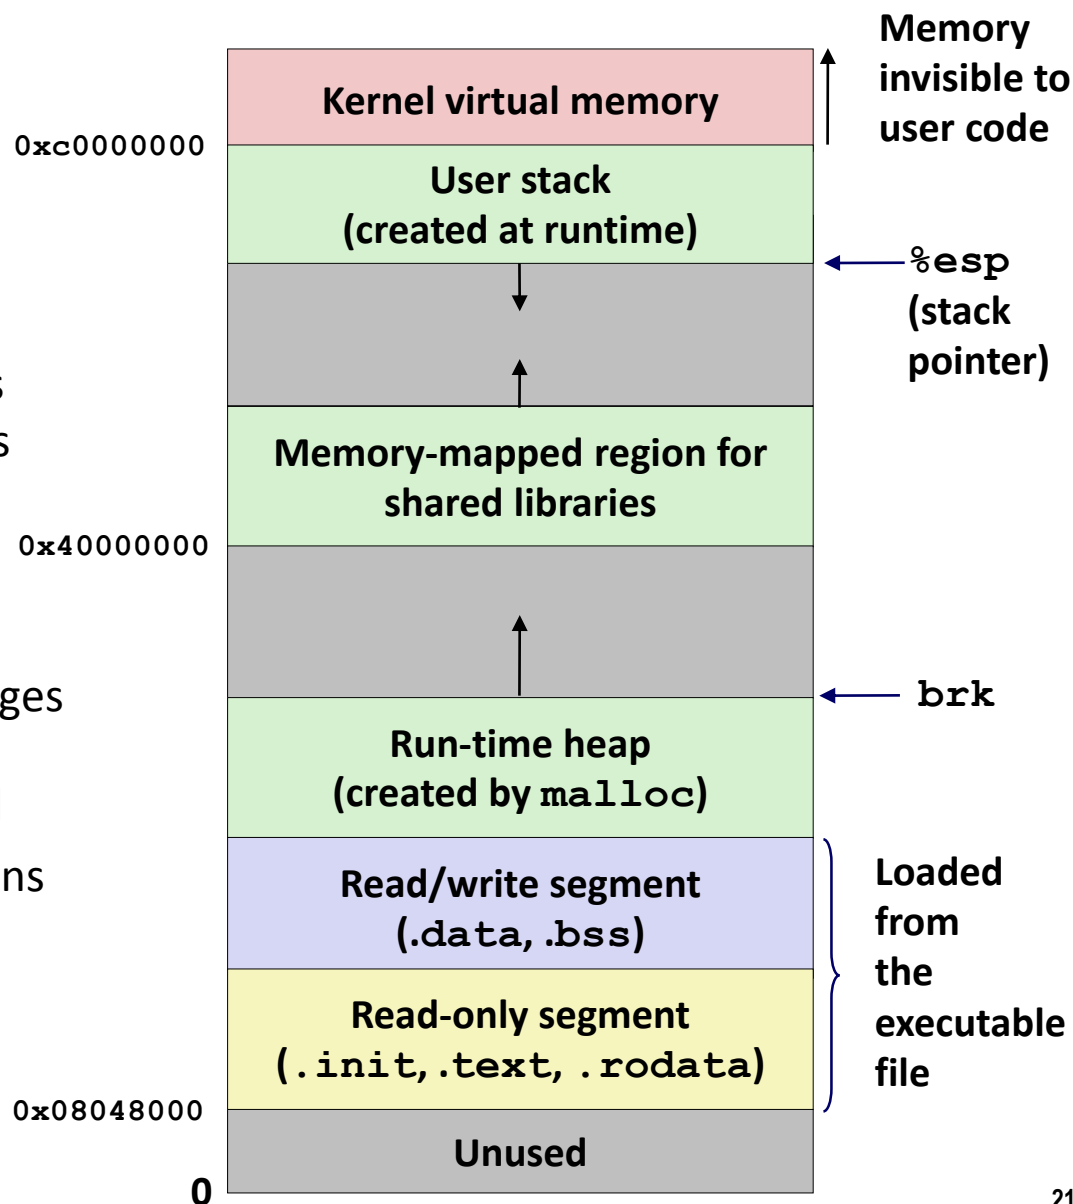 Memory
invisible to
user code
Kernel virtual memory
0xc0000000
User stack
(created at runtime)
%esp
(stack
pointer)
s
s
Memory-mapped region for
shared libraries
0x40000000
ges
brk
Run-time heap
(created by malloc)
ns
Read/write segment
(.data, .bss)
Loaded
from
the
executable
file
Read-only segment
(.init, .text, .rodata)
0x08048000
Unused
0
21